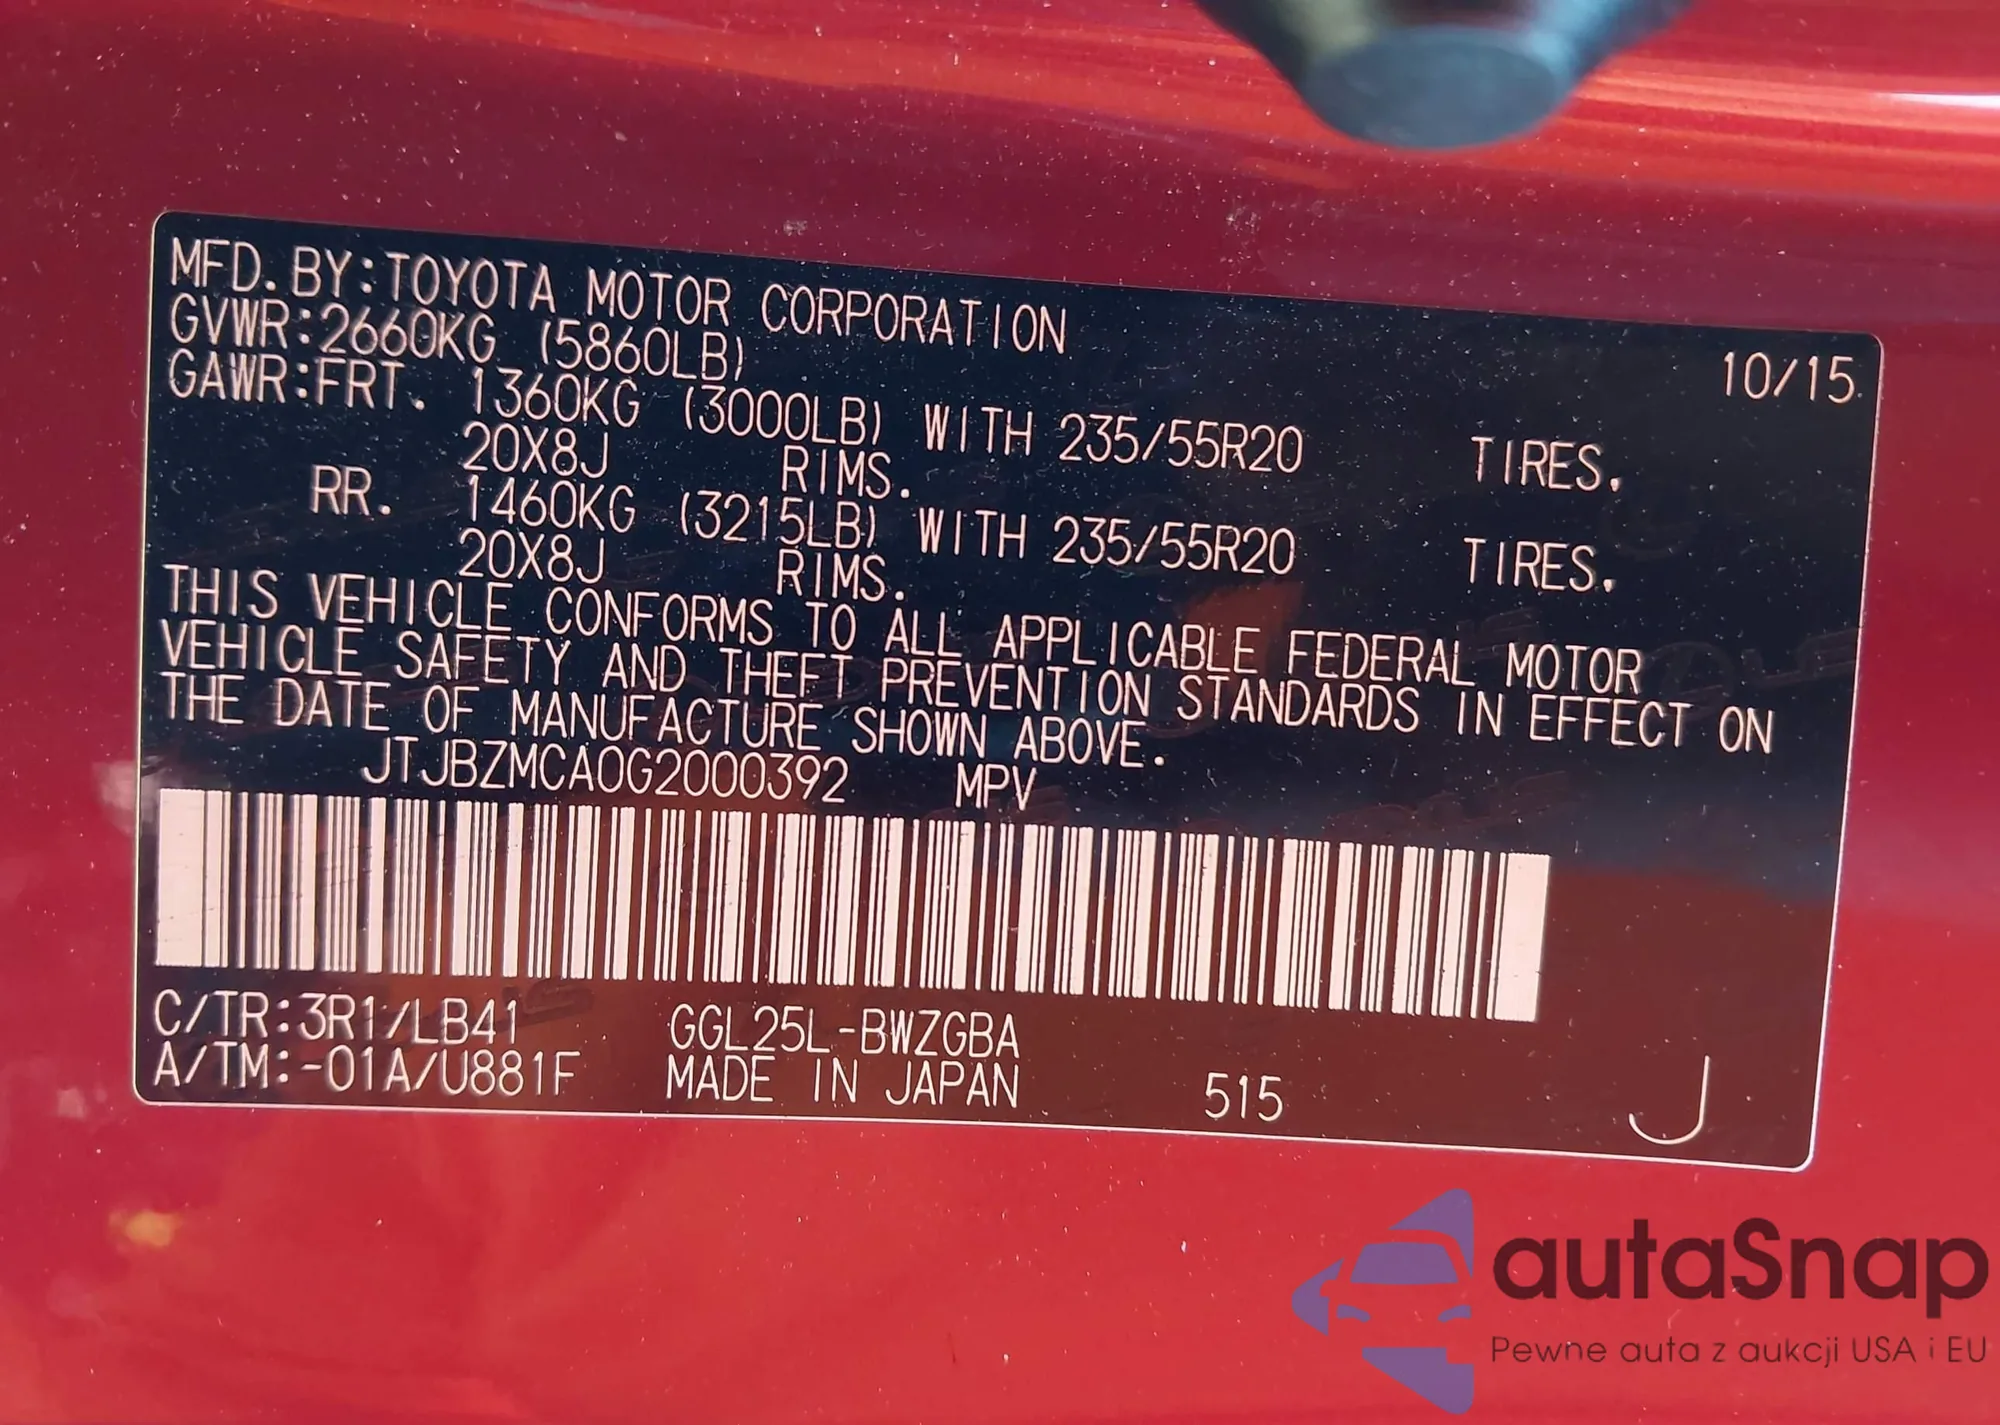 MFD. BY:TOYOTA MOTOR CORPORATION 10/15
GVWR:2660KG (5860LB)
GAWR:FRT. 1360KG (3000LB) WITH 235/55R20 TIRES.
20X8J RIMS.
RR. 1460KG (3215LB) WITH 235/55R20 TIRES.
20X8J RIMS.
THIS VEHICLE CONFORMS TO ALL APPLICABLE FEDERAL MOTOR
VEHICLE SAFETY AND THEFT PREVENTION STANDARDS IN EFFECT ON
THE DATE OF MANUFACTURE SHOWN ABOVE.
JTJBZMCA0G2000392 MPV
C/TR:3R1/LB41 GGL25L-BWZGBA
A/TM:-01A/U881F MADE IN JAPAN 515 J
autaSnap
Pewne auta z aukcji USA i EU